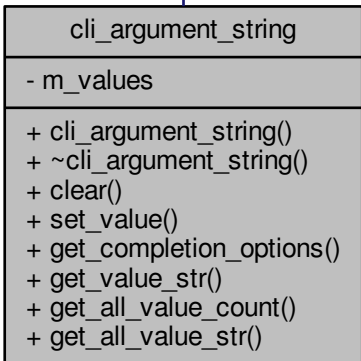 cli_argument_string
- m_values
+ cli_argument_string()
+ ~cli_argument_string()
+ clear()
+ set_value()
+ get_completion_options()
+ get_value_str()
+ get_all_value_count()
+ get_all_value_str()